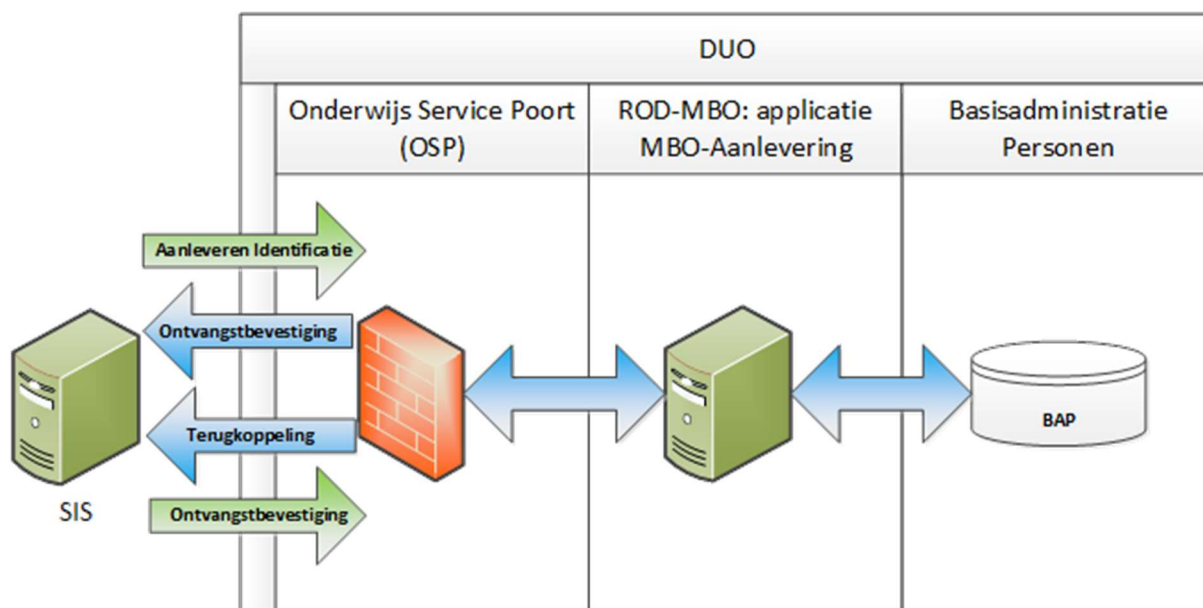 DUO
Onderwijs Service Poort
(OSP)
ROD-MBO: applicatie
MBO-Aanlevering
Basisadministratie
Personen
Aanleveren Identificatie
Ontvangstbevestiging
Terugkoppeling
Ontvangstbevestiging
SIS
BAP